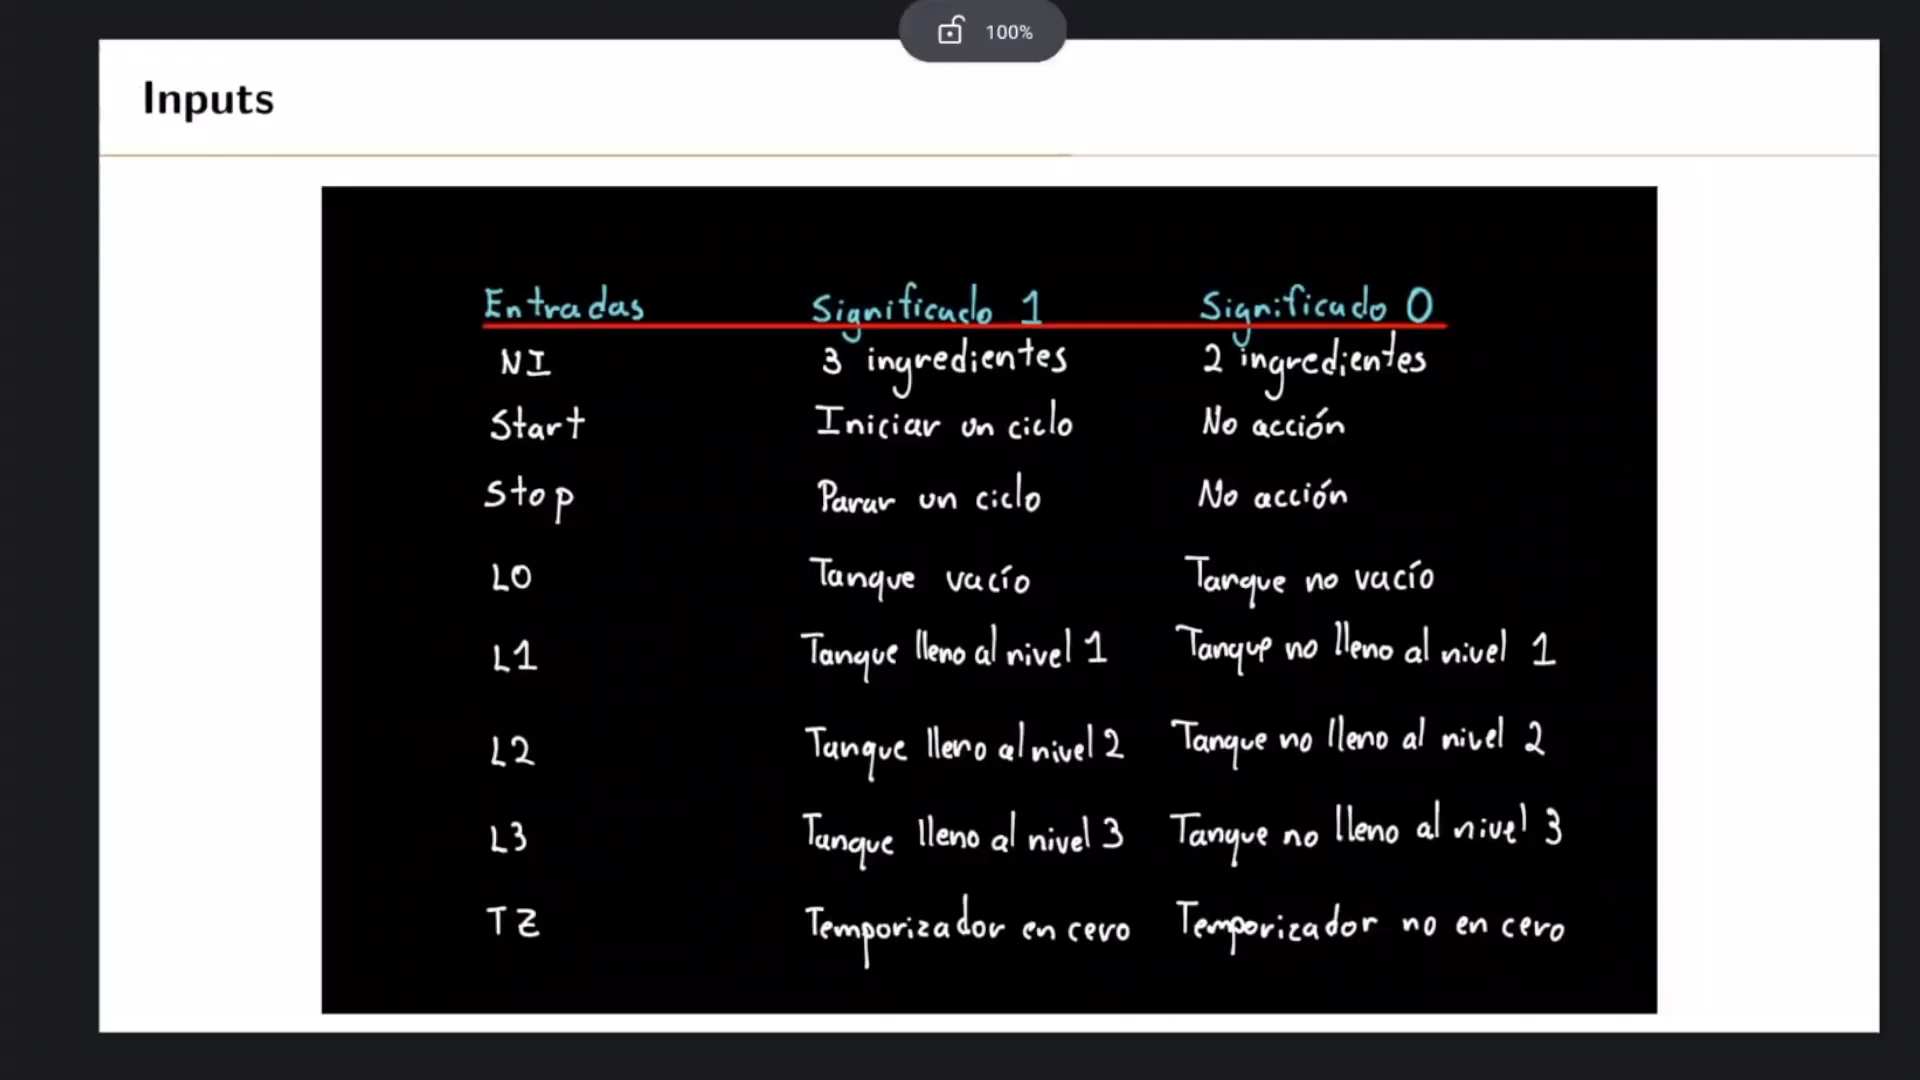 100%
Inputs
Entradas Significado 1 Significado 0
NI 3 ingredientes 2 ingredientes
Start Iniciar un ciclo No acción
Stop Parar un ciclo No acción
L0 Tanque vacío Tanque no vacío
L1 Tanque lleno al nivel 1 Tanque no lleno al nivel 1
L2 Tanque lleno al nivel 2 Tanque no lleno al nivel 2
L3 Tanque lleno al nivel 3 Tanque no lleno al nivel 3
TZ Temporizador en cero Temporizador no en cero